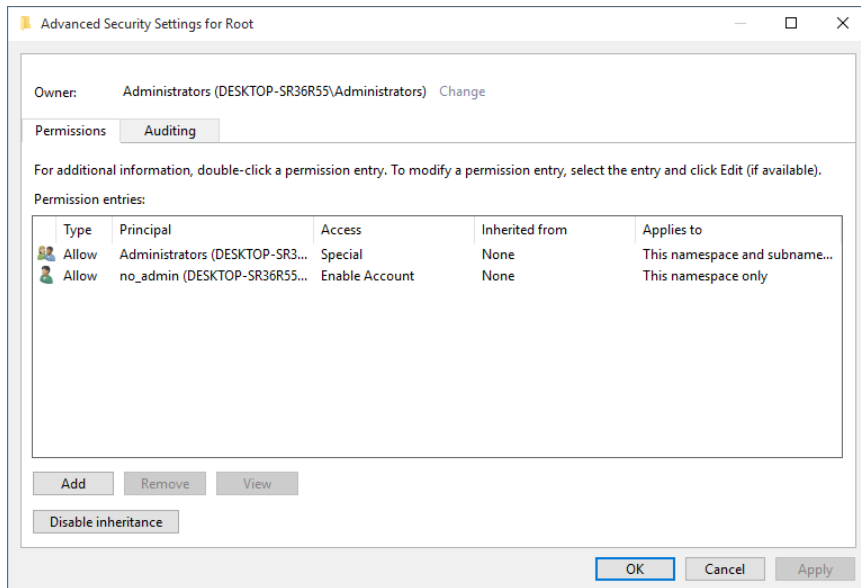 Advanced Security Settings for Root
Owner: Administrators (DESKTOP-SR36R55\Administrators) Change
Permissions Auditing
For additional information, double-click a permission entry. To modify a permission entry, select the entry and click Edit (if available).
Permission entries:
Type Principal Access Inherited from Applies to
Allow Administrators (DESKTOP-SR3... Special None This namespace and subname...
Allow no_admin (DESKTOP-SR36R55... Enable Account None This namespace only
Add Remove View
Disable inheritance
OK Cancel Apply